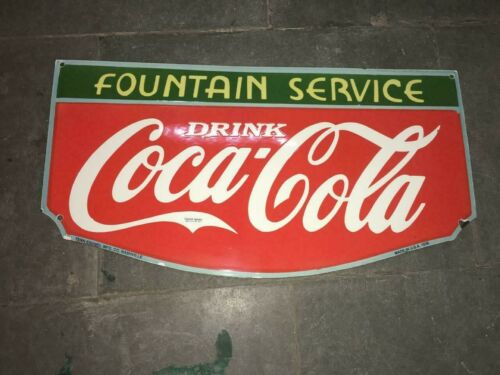 FOUNTAIN SERVICE
DRINK
Coca-Cola